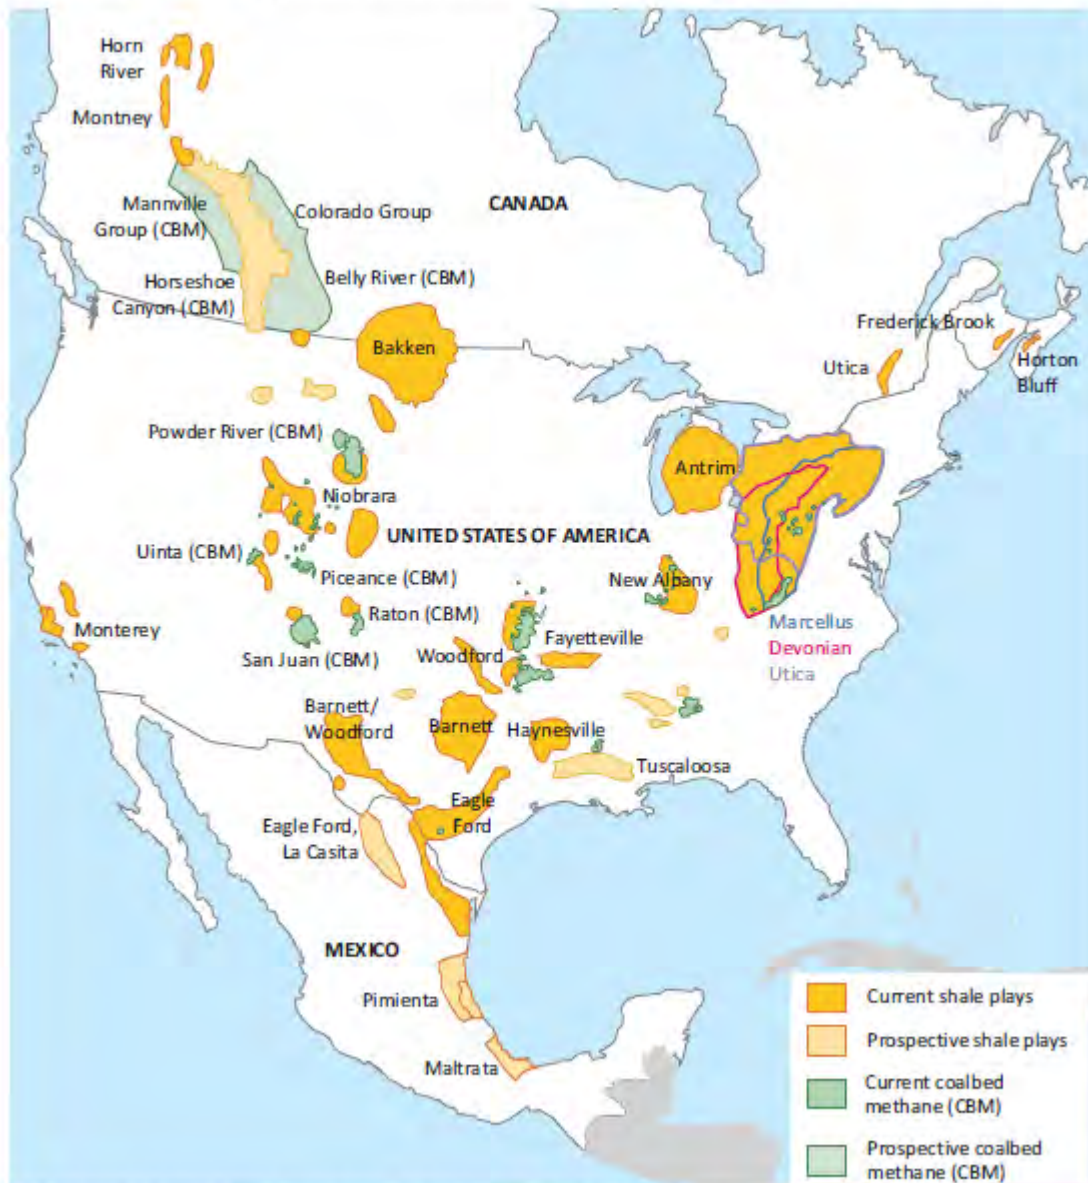 Horn
River
Montney
CANADA
Mannville
Group (CBM)
Colorado Group
Horseshoe
Canyon (CBM)
Belly River (CBM)
Bakken
Frederick Brook
Utica
Horton
Bluff
Powder River (CBM)
Antrim
Niobrara
UNITED STATES OF AMERICA
Uinta (CBM)
Piceance (CBM)
New Albany
Raton (CBM)
Monterey
San Juan (CBM)
Woodford
Fayetteville
Marcellus
Devonian
Utica
Barnett/
Woodford
Barnett
Haynesville
Tuscaloosa
Eagle
Ford
Eagle Ford,
La Casita
MEXICO
Pimienta
Maltrata
Current shale plays
Prospective shale plays
Current coalbed
methane (CBM)
Prospective coalbed
methane (CBM)